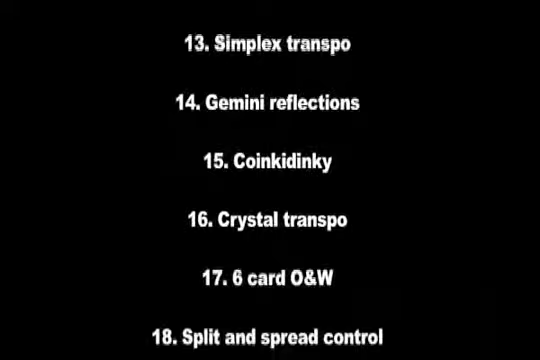 13. Simplex transpo
14. Gemini reflections
15. Coinkidinky
16. Crystal transpo
17. 6 card O&W
18. Split and spread control